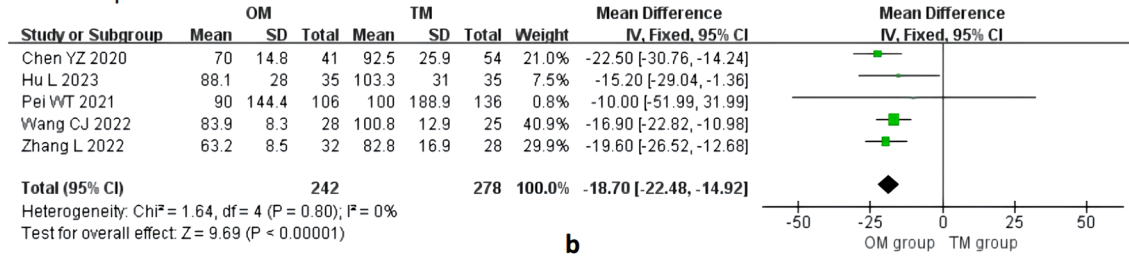 OM TM Mean Difference Mean Difference
Study or Subgroup Mean SD Total Mean SD Total Weight IV, Fixed, 95% CI IV, Fixed, 95% CI
Chen YZ 2020 70 14.8 41 92.5 25.9 54 21.0% -22.50 [-30.76, -14.24]
Hu L 2023 88.1 28 35 103.3 31 35 7.5% -15.20 [-29.04, -1.36]
Pei WT 2021 90 144.4 106 100 188.9 136 0.8% -10.00 [-51.99, 31.99]
Wang CJ 2022 83.9 8.3 28 100.8 12.9 25 40.9% -16.90 [-22.82, -10.98]
Zhang L 2022 63.2 8.5 32 82.8 16.9 28 29.9% -19.60 [-26.52, -12.68]
Total (95% CI) 242 278 100.0% -18.70 [-22.48, -14.92]
Heterogeneity: Chi² = 1.64, df = 4 (P = 0.80); I² = 0%
Test for overall effect: Z = 9.69 (P < 0.00001)
-50 -25 0 25 50
OM group TM group
b